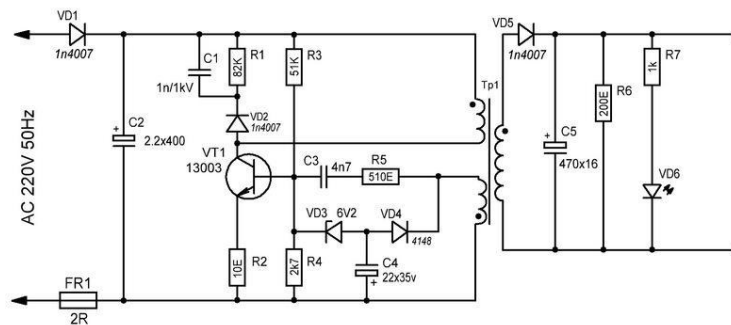 VD1
1n4007
C1
1n/1kV
R1
82K
R3
51K
Tp1
VD5
1n4007
R7
1k
R6
200E
AC 220V 50Hz
C2
+
2.2x400
VD2
1n4007
VT1
13003
C3
4n7
R5
510E
C5
+
470x16
VD6
VD3
6V2
VD4
4148
10E
R2
2k7
R4
C4
22x35v
+
FR1
2R